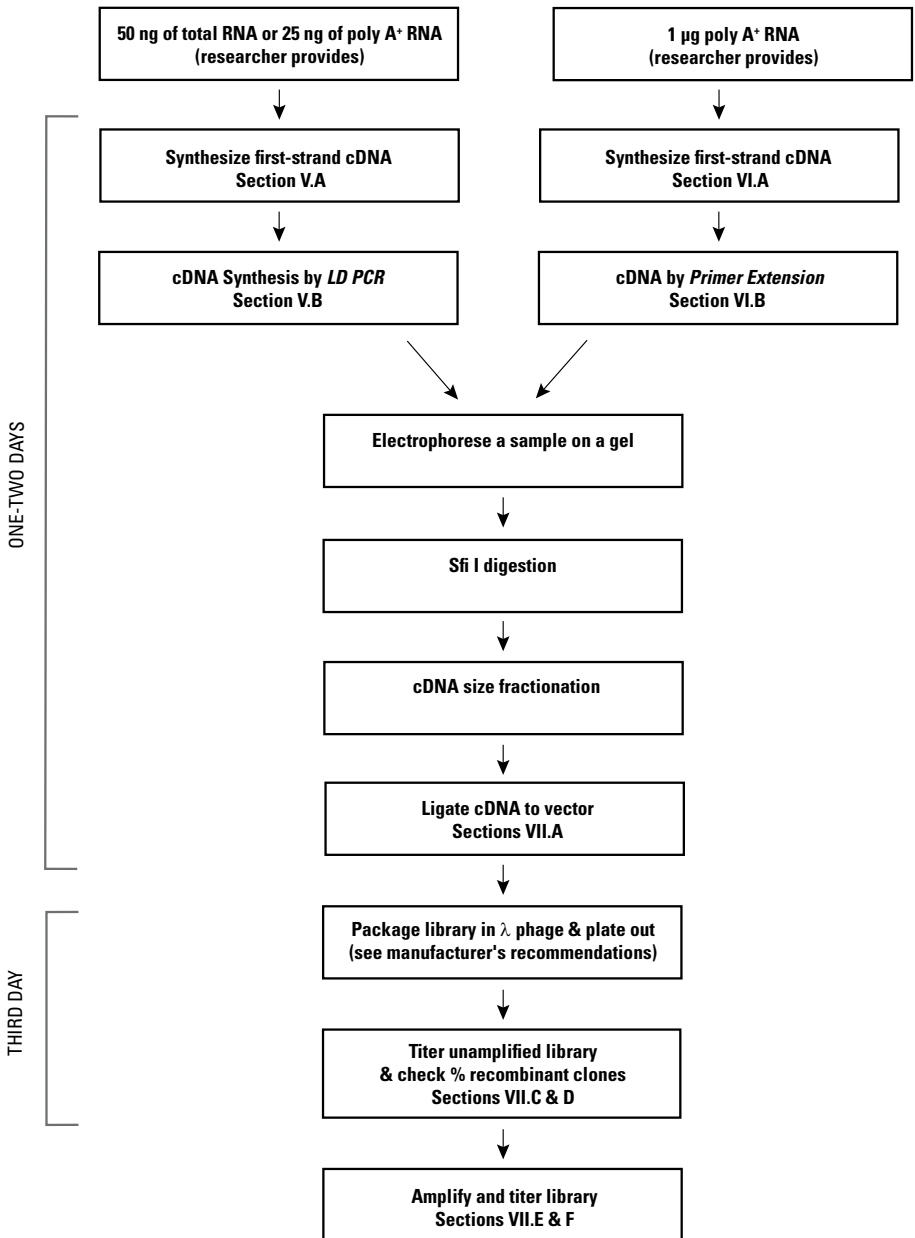 50 ng of total RNA or 25 ng of poly A⁺ RNA
(researcher provides)
1 µg poly A⁺ RNA
(researcher provides)
ONE-TWO DAYS
Synthesize first-strand cDNA
Section V.A
Synthesize first-strand cDNA
Section VI.A
cDNA Synthesis by LD PCR
Section V.B
cDNA by Primer Extension
Section VI.B
Electrophorese a sample on a gel
Sfi I digestion
cDNA size fractionation
Ligate cDNA to vector
Sections VII.A
THIRD DAY
Package library in λ phage & plate out
(see manufacturer's recommendations)
Titer unamplified library
& check % recombinant clones
Sections VII.C & D
Amplify and titer library
Sections VII.E & F